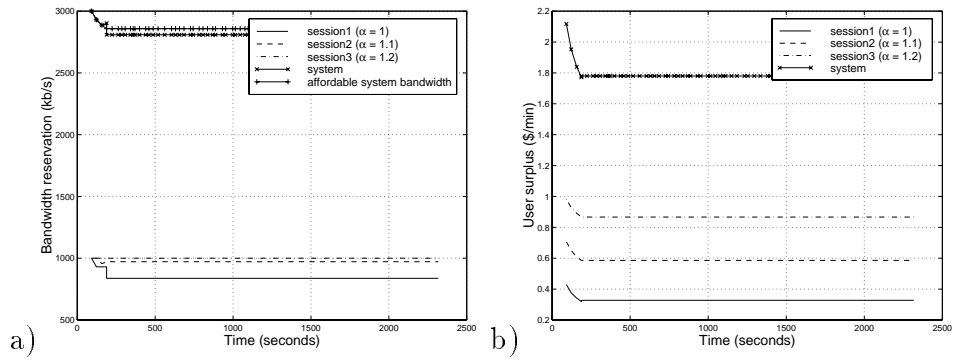 3000
2500
2000
1500
1000
500
0
500
1000
1500
2000
2500
Time (seconds)
Bandwidth reservation (kb/s)
session1 (α = 1)
session2 (α = 1.1)
session3 (α = 1.2)
system
affordable system bandwidth
a)
2.2
2
1.8
1.6
1.4
1.2
1
0.8
0.6
0.4
0.2
0
500
1000
1500
2000
2500
Time (seconds)
User surplus ($/min)
session1 (α = 1)
session2 (α = 1.1)
session3 (α = 1.2)
system
b)